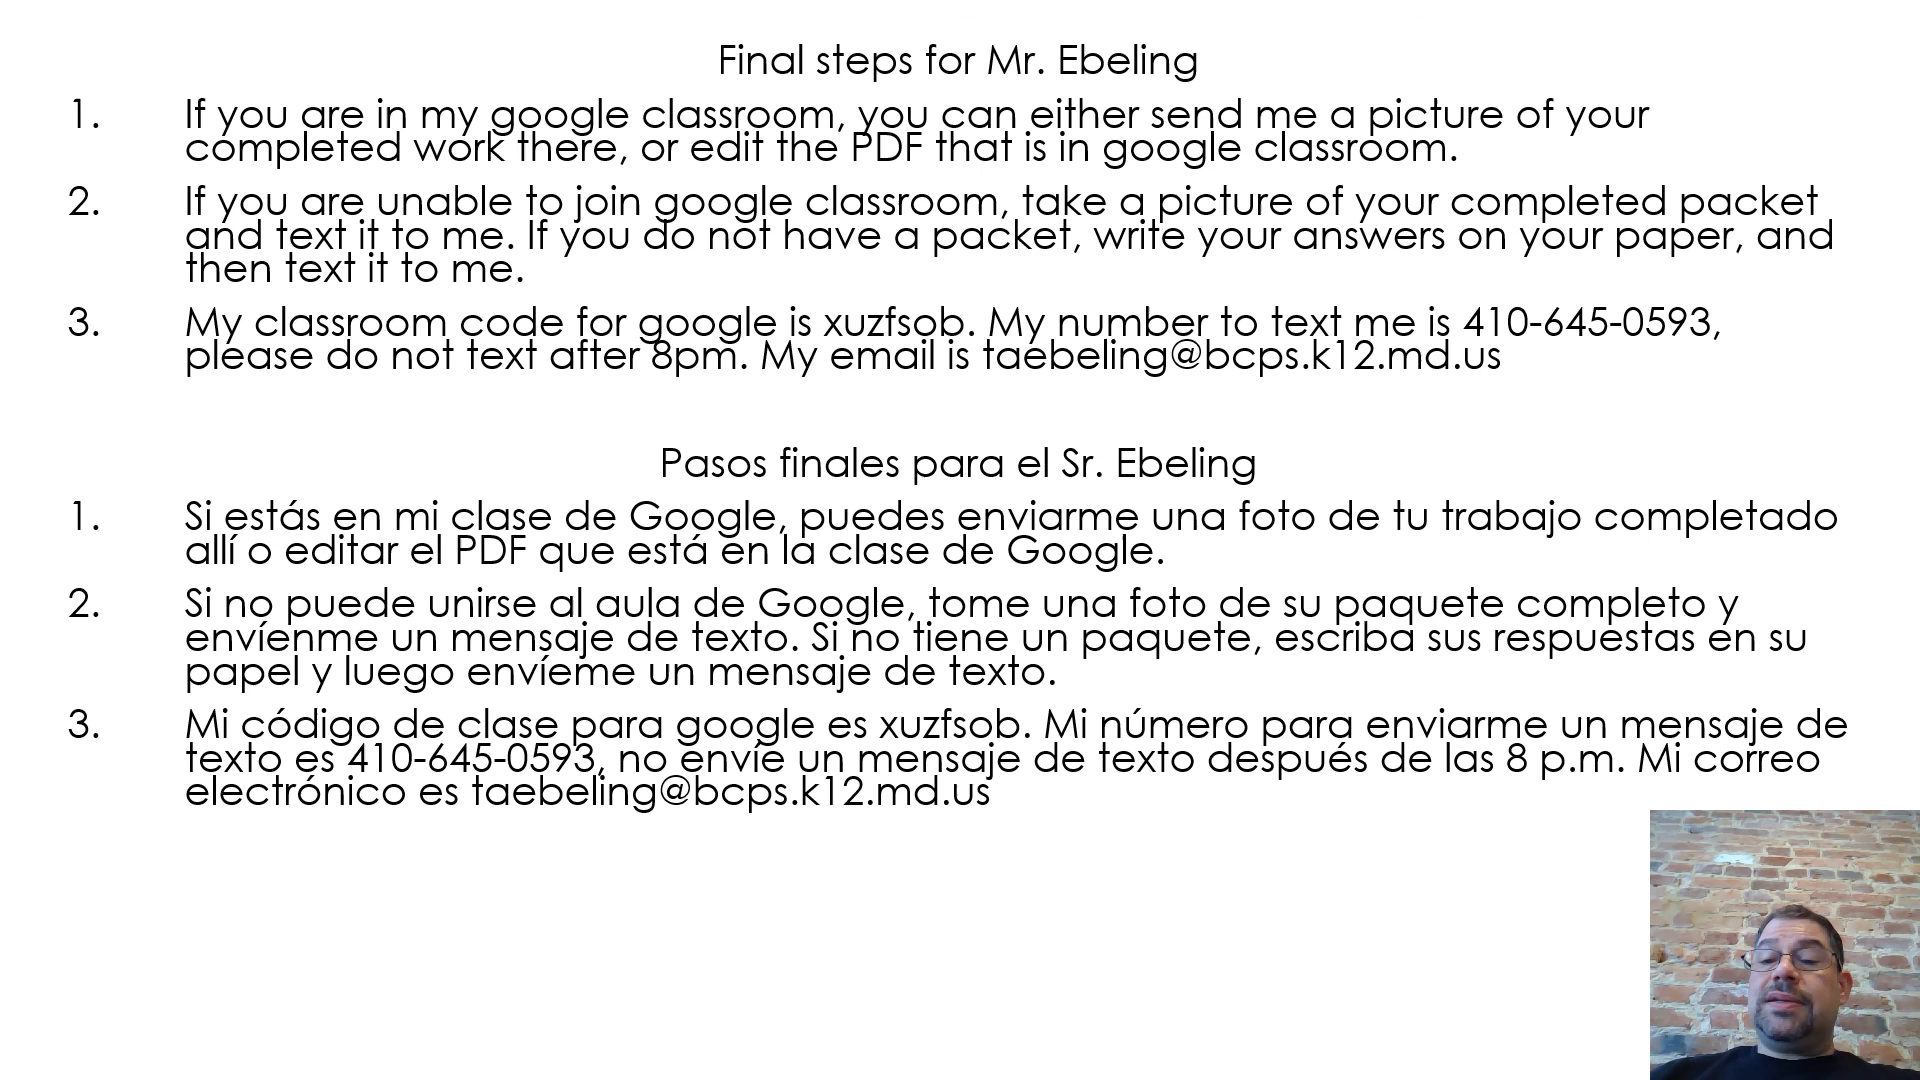 Final steps for Mr. Ebeling
1. If you are in my google classroom, you can either send me a picture of your
completed work there, or edit the PDF that is in google classroom.
2. If you are unable to join google classroom, take a picture of your completed packet
and text it to me. If you do not have a packet, write your answers on your paper, and
then text it to me.
3. My classroom code for google is xuzfsob. My number to text me is 410-645-0593,
please do not text after 8pm. My email is taebeling@bcps.k12.md.us
Pasos finales para el Sr. Ebeling
1. Si estás en mi clase de Google, puedes enviarme una foto de tu trabajo completado
allí o editar el PDF que está en la clase de Google.
2. Si no puede unirse al aula de Google, tome una foto de su paquete completo y
envíenme un mensaje de texto. Si no tiene un paquete, escriba sus respuestas en su
papel y luego envíeme un mensaje de texto.
3. Mi código de clase para google es xuzfsob. Mi número para enviarme un mensaje de
texto es 410-645-0593, no envíe un mensaje de texto después de las 8 p.m. Mi correo
electrónico es taebeling@bcps.k12.md.us